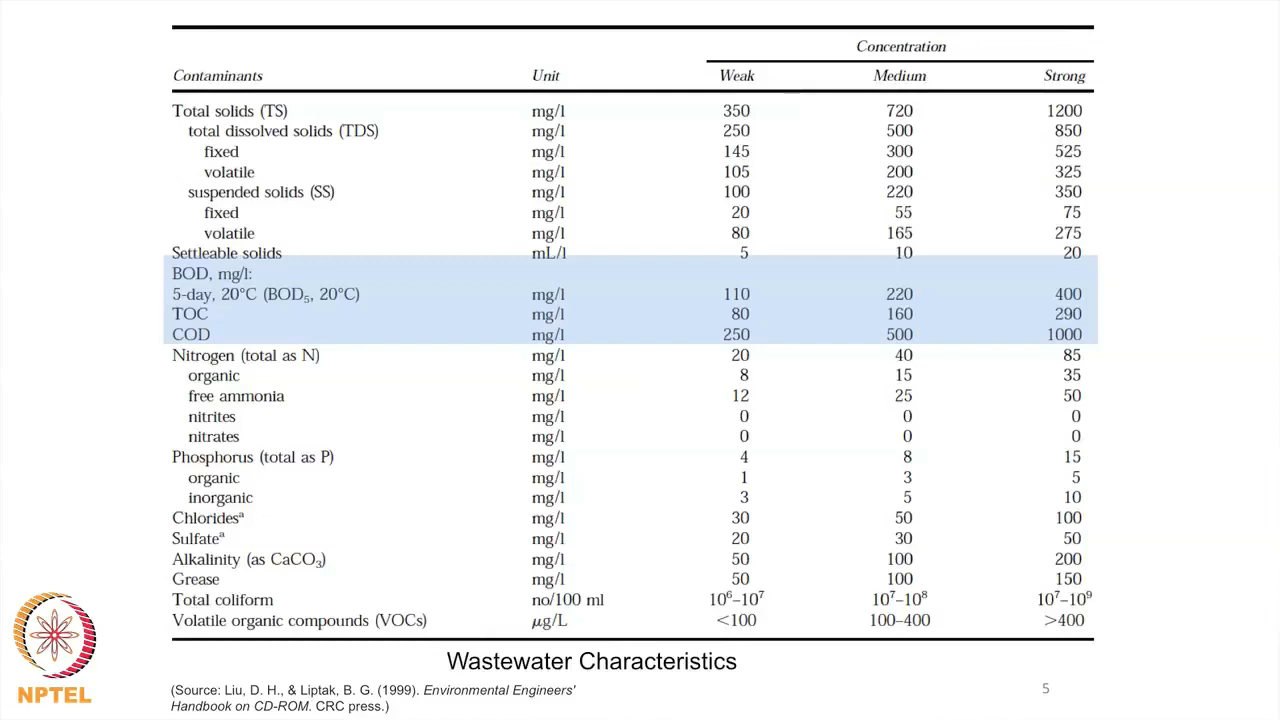 Concentration
Contaminants Unit Weak Medium Strong
Total solids (TS) mg/l 350 720 1200
total dissolved solids (TDS) mg/l 250 500 850
fixed mg/l 145 300 525
volatile mg/l 105 200 325
suspended solids (SS) mg/l 100 220 350
fixed mg/l 20 55 75
volatile mg/l 80 165 275
Settleable solids mL/l 5 10 20
BOD, mg/l:
5-day, 20°C (BOD₅, 20°C) mg/l 110 220 400
TOC mg/l 80 160 290
COD mg/l 250 500 1000
Nitrogen (total as N) mg/l 20 40 85
organic mg/l 8 15 35
free ammonia mg/l 12 25 50
nitrites mg/l 0 0 0
nitrates mg/l 0 0 0
Phosphorus (total as P) mg/l 4 8 15
organic mg/l 1 3 5
inorganic mg/l 3 5 10
Chloridesᵃ mg/l 30 50 100
Sulfateᵃ mg/l 20 30 50
Alkalinity (as CaCO₃) mg/l 50 100 200
Grease mg/l 50 100 150
Total coliform no/100 ml 10⁶–10⁷ 10⁷–10⁸ 10⁷–10⁹
Volatile organic compounds (VOCs) μg/L <100 100–400 >400
Wastewater Characteristics
(Source: Liu, D. H., & Liptak, B. G. (1999). Environmental Engineers'
Handbook on CD-ROM. CRC press.)
5
NPTEL